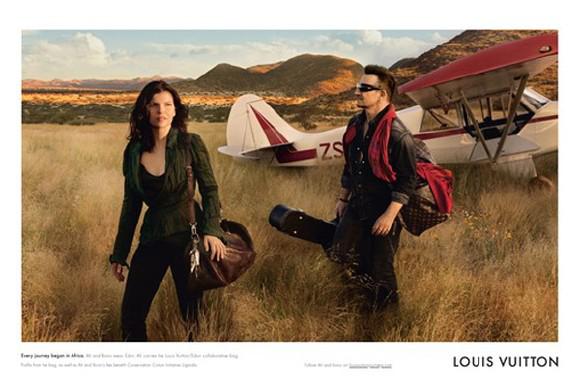 ZS
Every journey began in Africa. Ali and Bono wear Edun. Ali carries the Louis Vuitton/Edun collaborative bag.
Profits from the bag, as well as Ali and Bono's fee benefit Conservation Cotton Initiative Uganda.
Follow Ali and Bono on
LOUIS VUITTON